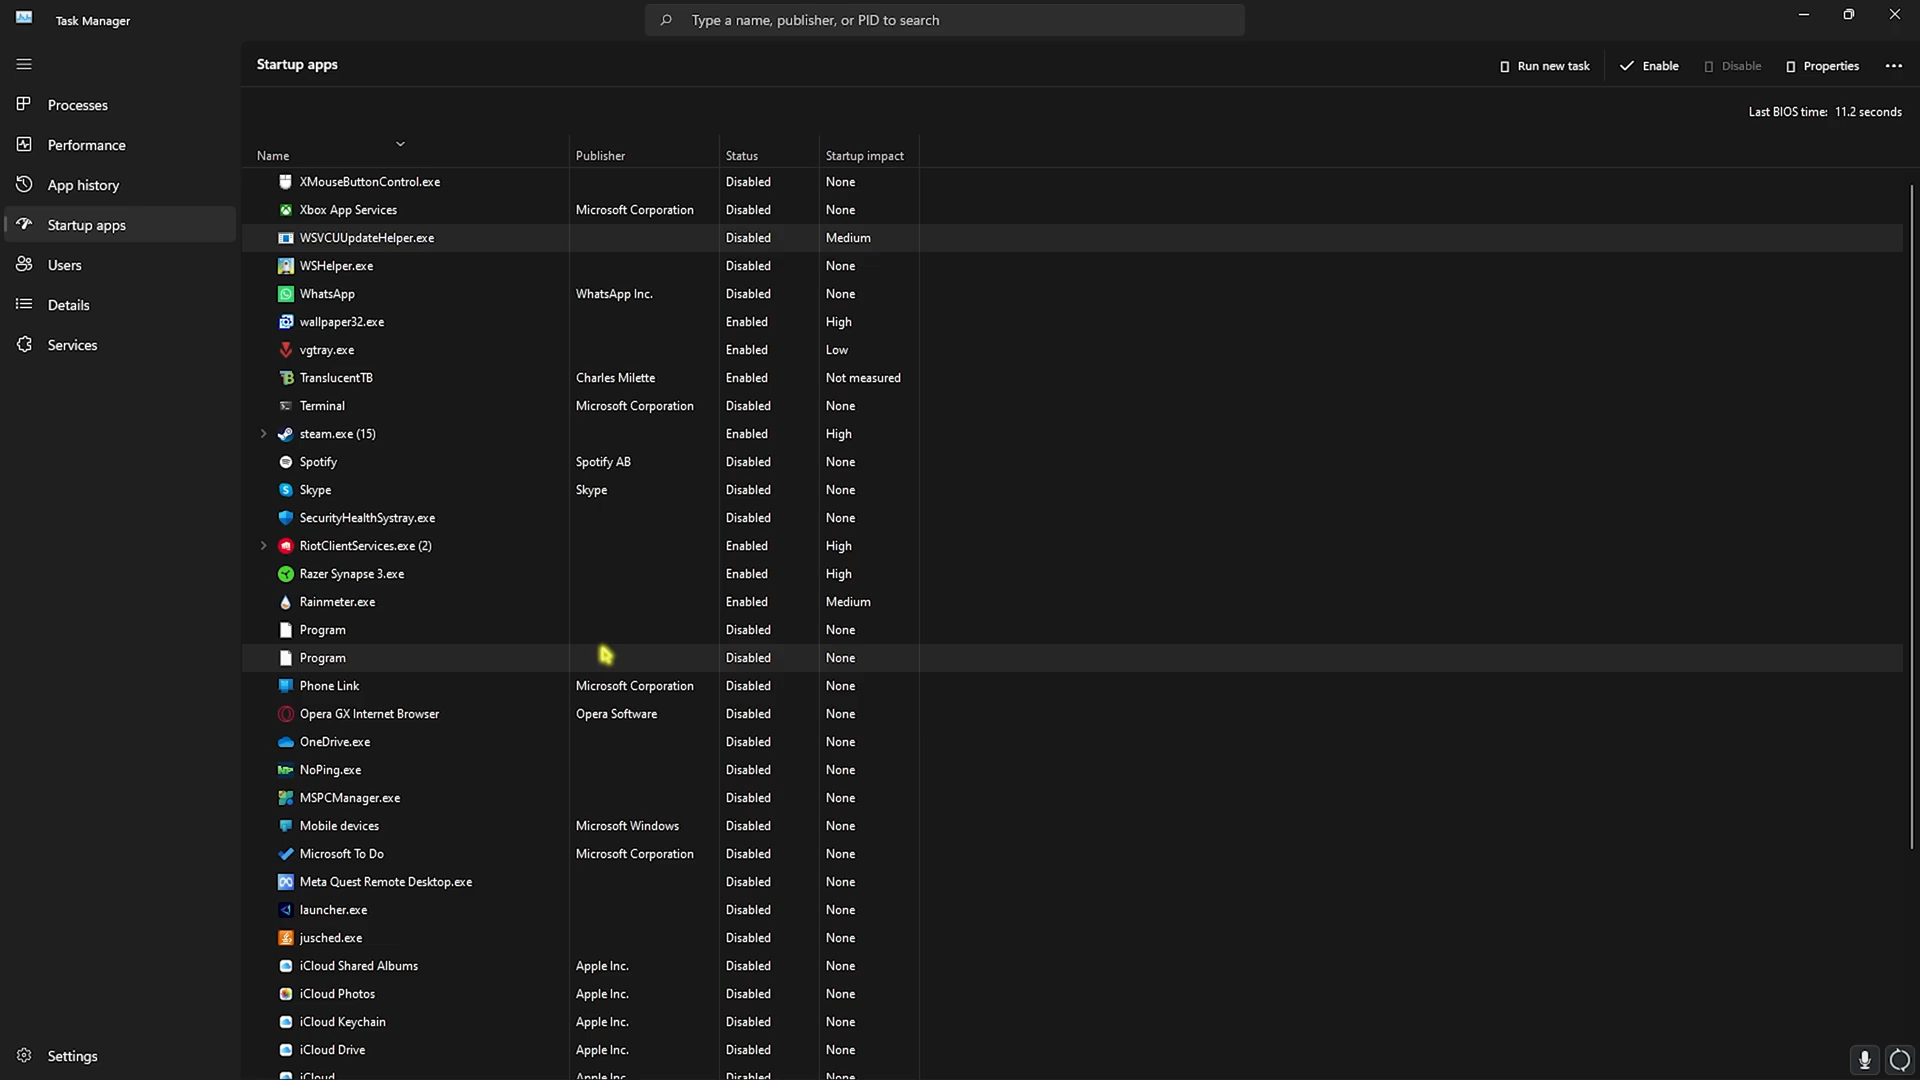 Task Manager
Type a name, publisher, or PID to search
Startup apps
Run new task
Enable
Disable
Properties
Processes
Performance
App history
Startup apps
Users
Details
Services
Settings
Last BIOS time: 11.2 seconds
Name Publisher Status Startup impact
XMouseButtonControl.exe Disabled None
Xbox App Services Microsoft Corporation Disabled None
WSVCUUpdateHelper.exe Disabled Medium
WSHelper.exe Disabled None
WhatsApp WhatsApp Inc. Disabled None
wallpaper32.exe Enabled High
vgtray.exe Enabled Low
TranslucentTB Charles Milette Enabled Not measured
Terminal Microsoft Corporation Disabled None
steam.exe (15) Enabled High
Spotify Spotify AB Disabled None
Skype Skype Disabled None
SecurityHealthSystray.exe Disabled None
RiotClientServices.exe (2) Enabled High
Razer Synapse 3.exe Enabled High
Rainmeter.exe Enabled Medium
Program Disabled None
Program Disabled None
Phone Link Microsoft Corporation Disabled None
Opera GX Internet Browser Opera Software Disabled None
OneDrive.exe Disabled None
NoPing.exe Disabled None
MSPCManager.exe Disabled None
Mobile devices Microsoft Windows Disabled None
Microsoft To Do Microsoft Corporation Disabled None
Meta Quest Remote Desktop.exe Disabled None
launcher.exe Disabled None
jusched.exe Disabled None
iCloud Shared Albums Apple Inc. Disabled None
iCloud Photos Apple Inc. Disabled None
iCloud Keychain Apple Inc. Disabled None
iCloud Drive Apple Inc. Disabled None
iCloud Apple Inc. Disabled None